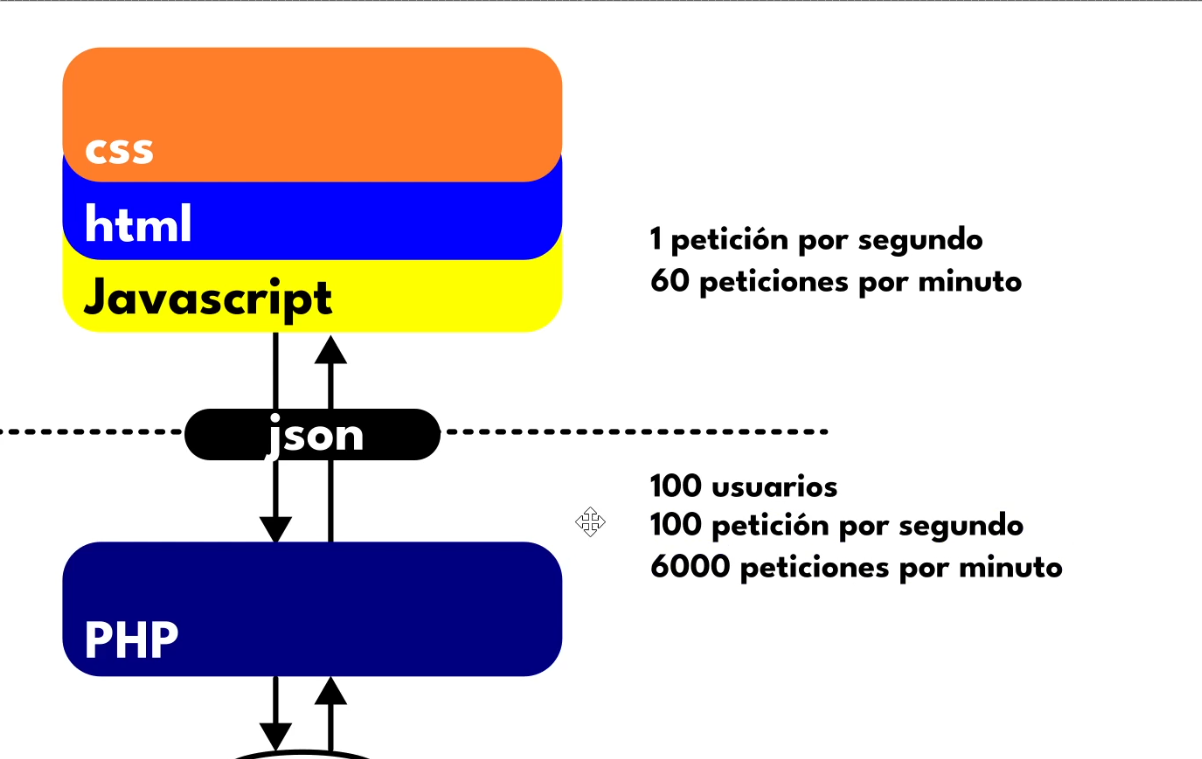 css
html
Javascript
1 petición por segundo
60 peticiones por minuto
json
100 usuarios
100 petición por segundo
6000 peticiones por minuto
PHP